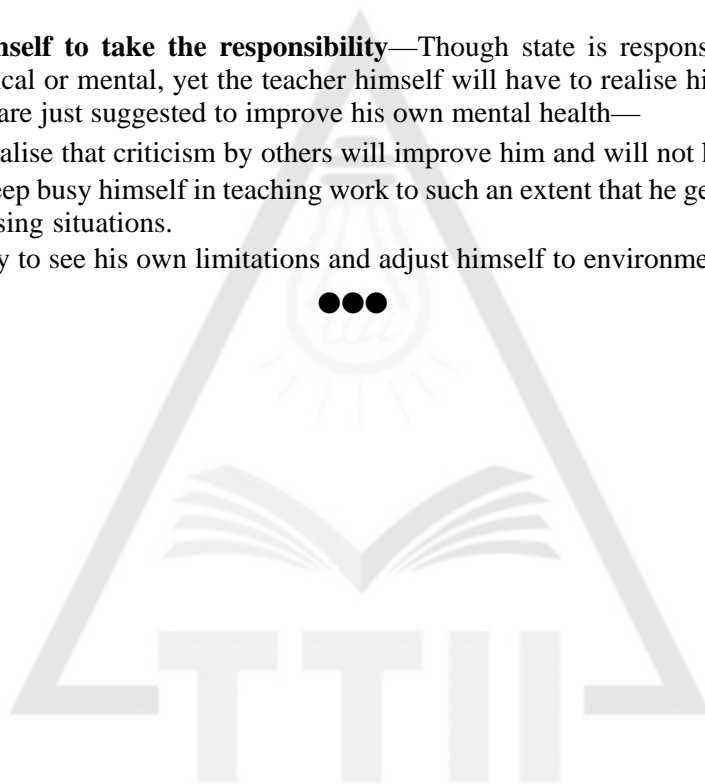 nself to take the responsibility—Though state is respons
ical or mental, yet the teacher himself will have to realise hi
are just suggested to improve his own mental health—
alise that criticism by others will improve him and will not
eep busy himself in teaching work to such an extent that he ge
sing situations.
y to see his own limitations and adjust himself to environme
●●●
TTII